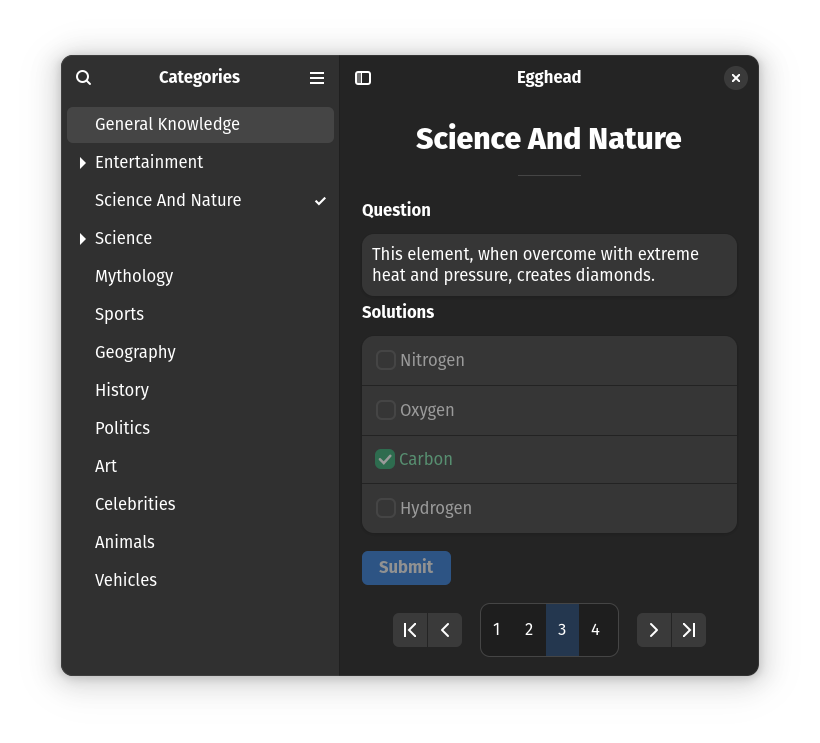 Categories
General Knowledge
Entertainment
Science And Nature
Science
Mythology
Sports
Geography
History
Politics
Art
Celebrities
Animals
Vehicles
Egghead
Science And Nature
Question
This element, when overcome with extreme
heat and pressure, creates diamonds.
Solutions
Nitrogen
Oxygen
Carbon
Hydrogen
Submit
1 2 3 4